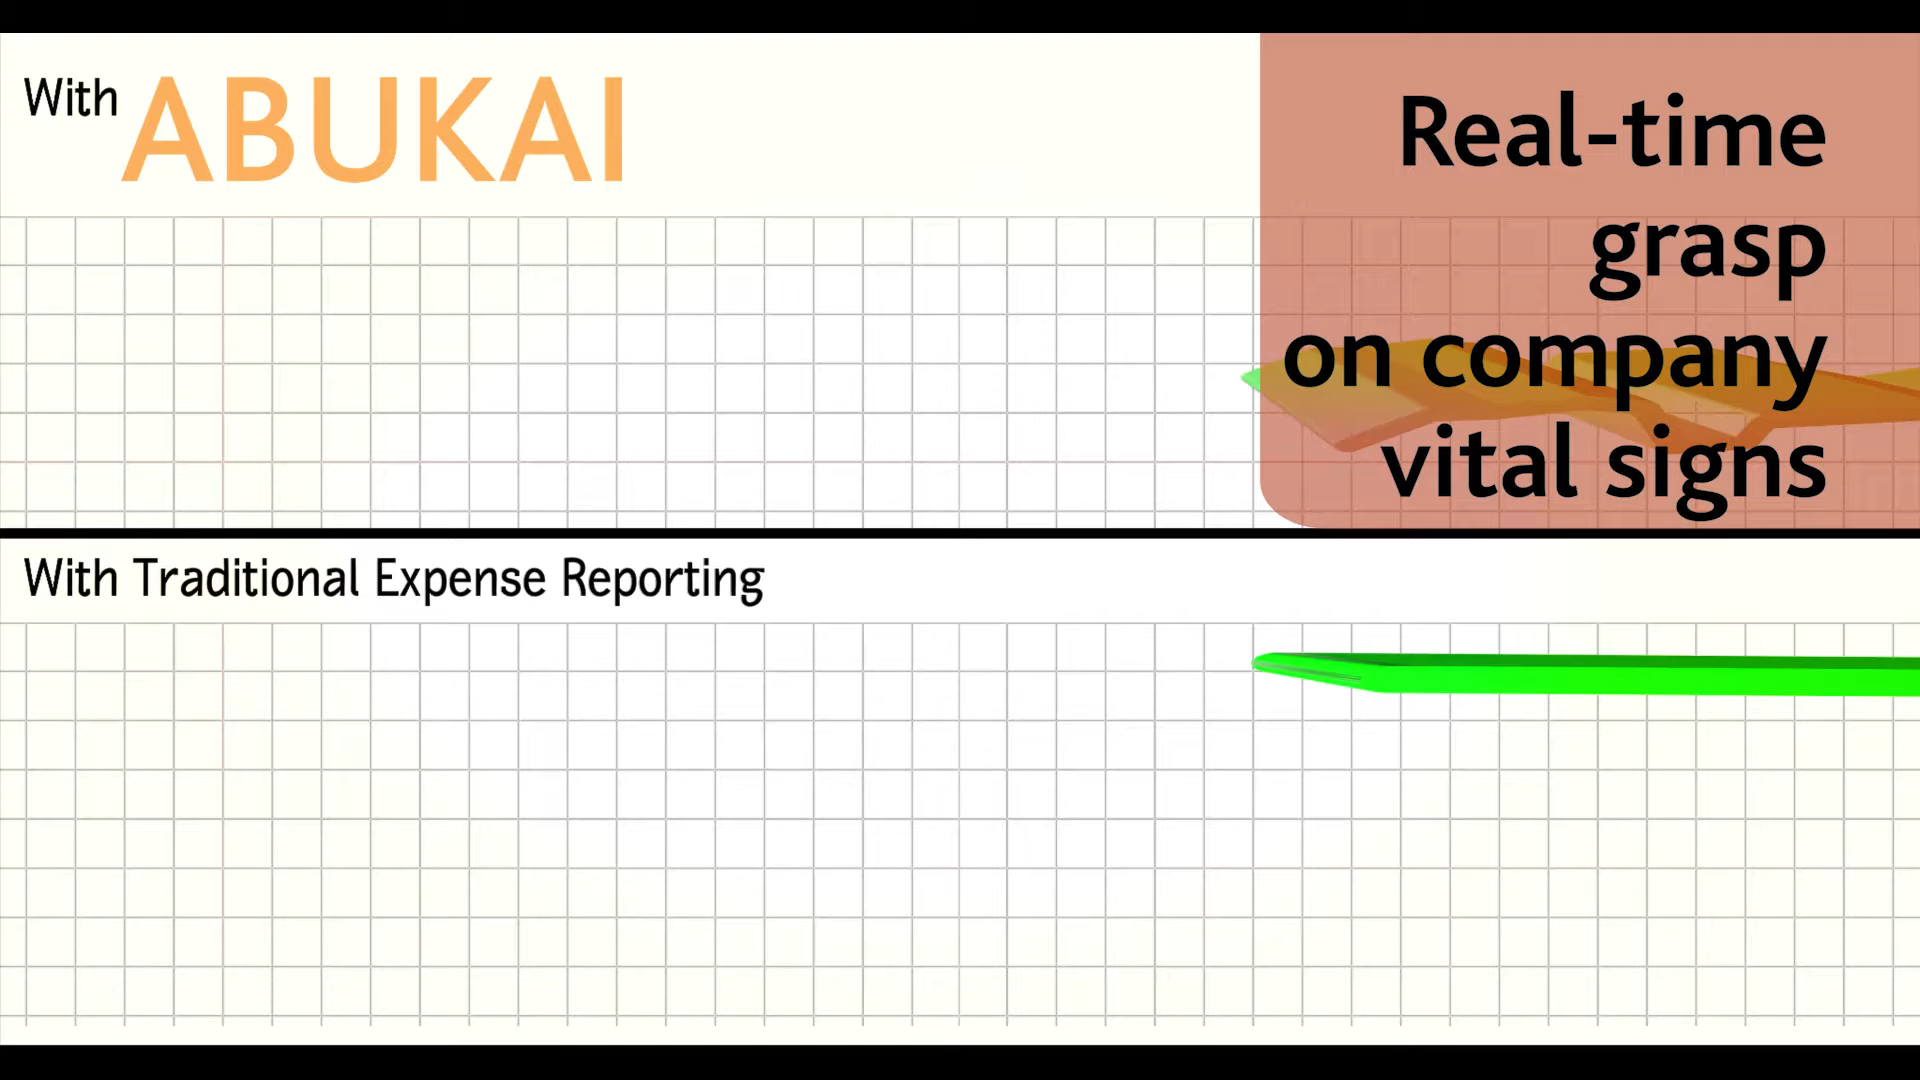 With ABUKAI
Real-time
grasp
on company
vital signs
With Traditional Expense Reporting